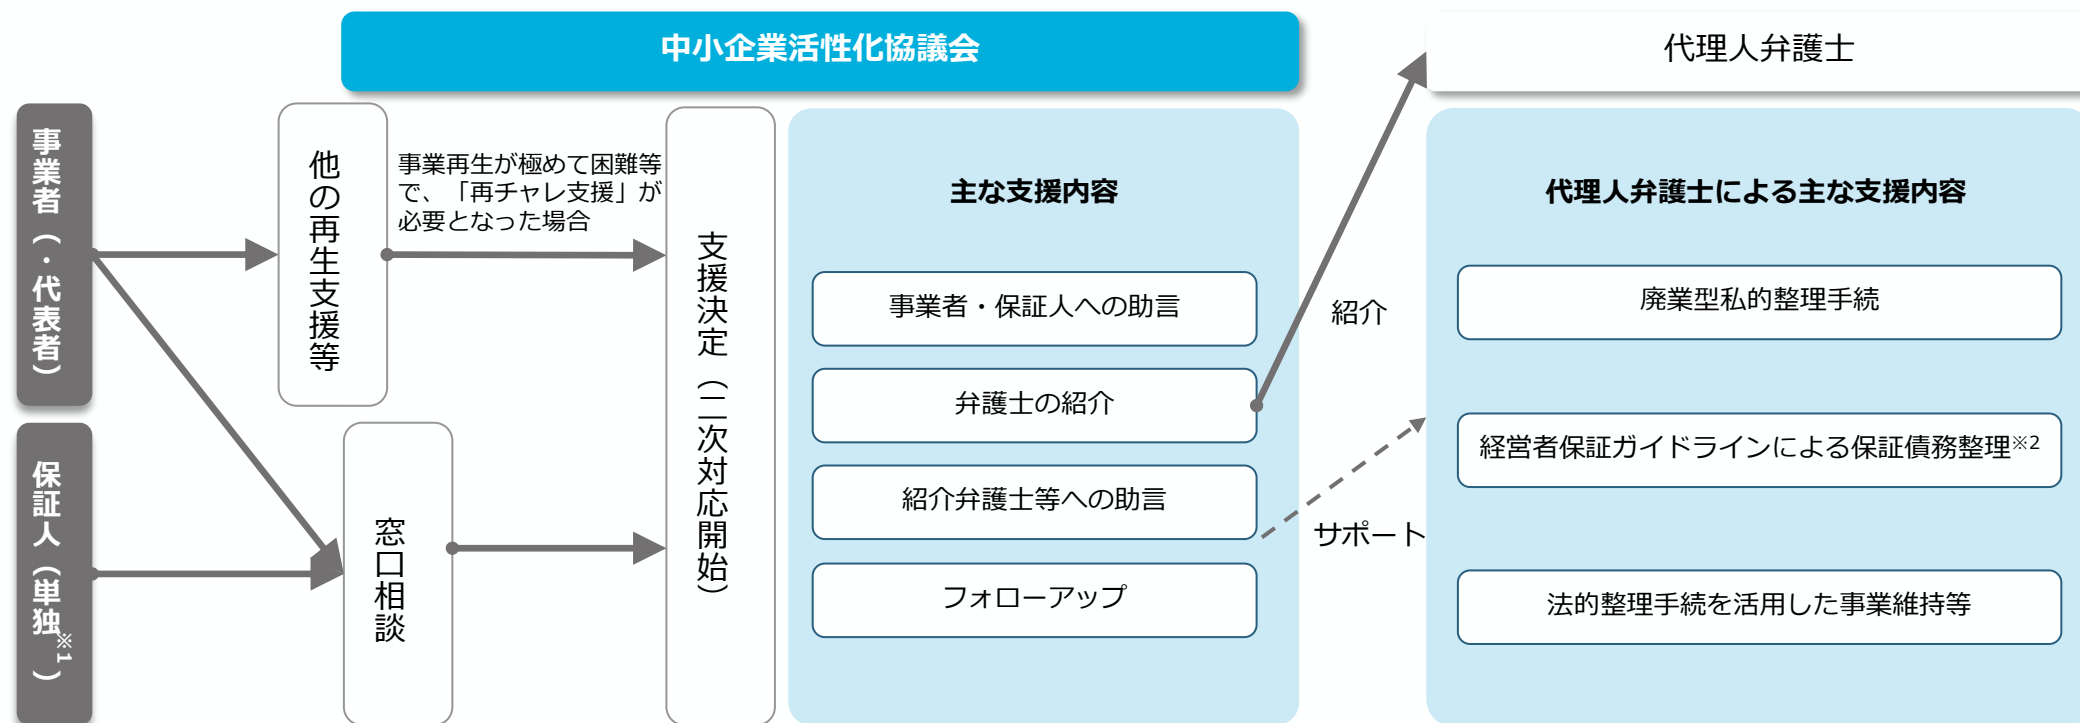 中小企業活性化協議会
代理人弁護士
事業者（・代表者）
保証人（単独※1）
他の再生支援等
事業再生が極めて困難等
で、「再チャレ支援」が
必要となった場合
窓口相談
支援決定（二次対応開始）
主な支援内容
事業者・保証人への助言
弁護士の紹介
紹介弁護士等への助言
フォローアップ
紹介
サポート
代理人弁護士による主な支援内容
廃業型私的整理手続
経営者保証ガイドラインによる保証債務整理※2
法的整理手続を活用した事業維持等